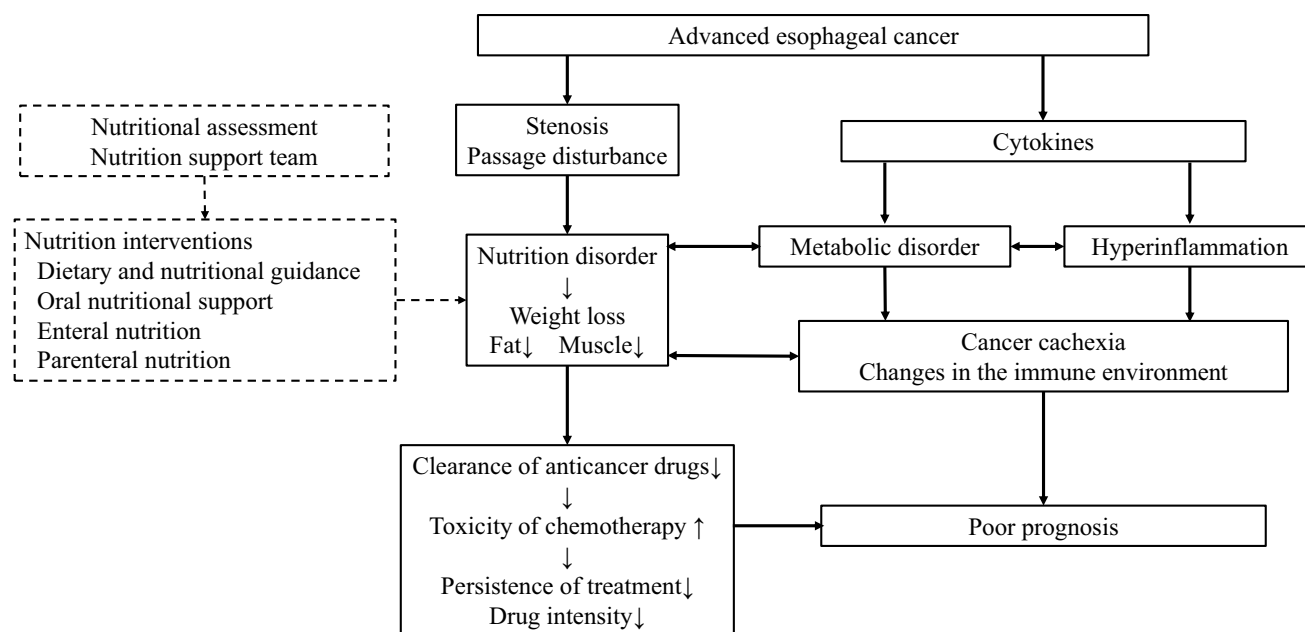 Advanced esophageal cancer
Nutritional assessment
Nutrition support team
Stenosis
Passage disturbance
Cytokines
Nutrition interventions
Dietary and nutritional guidance
Oral nutritional support
Enteral nutrition
Parenteral nutrition
Nutrition disorder
↓
Weight loss
Fat↓ Muscle↓
Metabolic disorder
Hyperinflammation
Cancer cachexia
Changes in the immune environment
Clearance of anticancer drugs↓
↓
Toxicity of chemotherapy ↑
↓
Persistence of treatment↓
Drug intensity↓
Poor prognosis